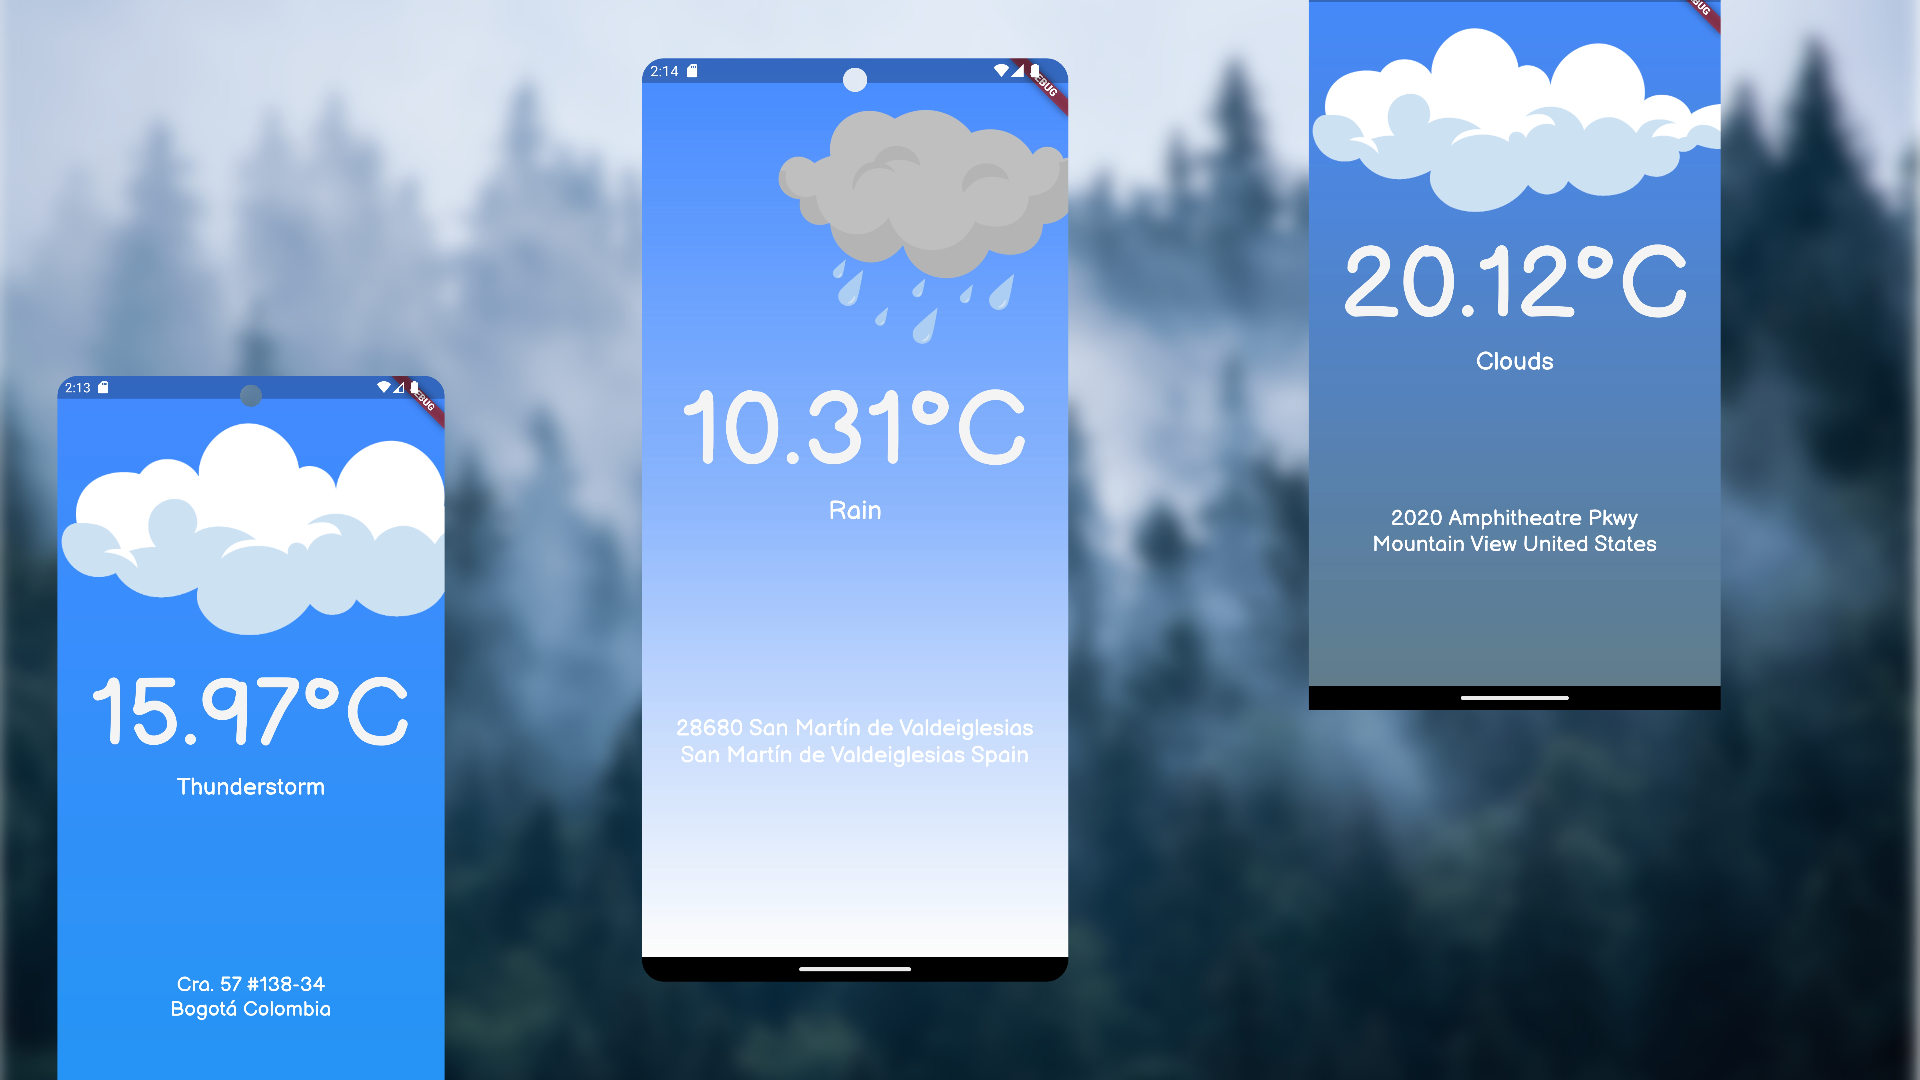 2:13
DEBUG
15.97°C
Thunderstorm
Cra. 57 #138-34
Bogotá Colombia
2:14
DEBUG
10.31°C
Rain
28680 San Martín de Valdeiglesias
San Martín de Valdeiglesias Spain
BUG
20.12°C
Clouds
2020 Amphitheatre Pkwy
Mountain View United States